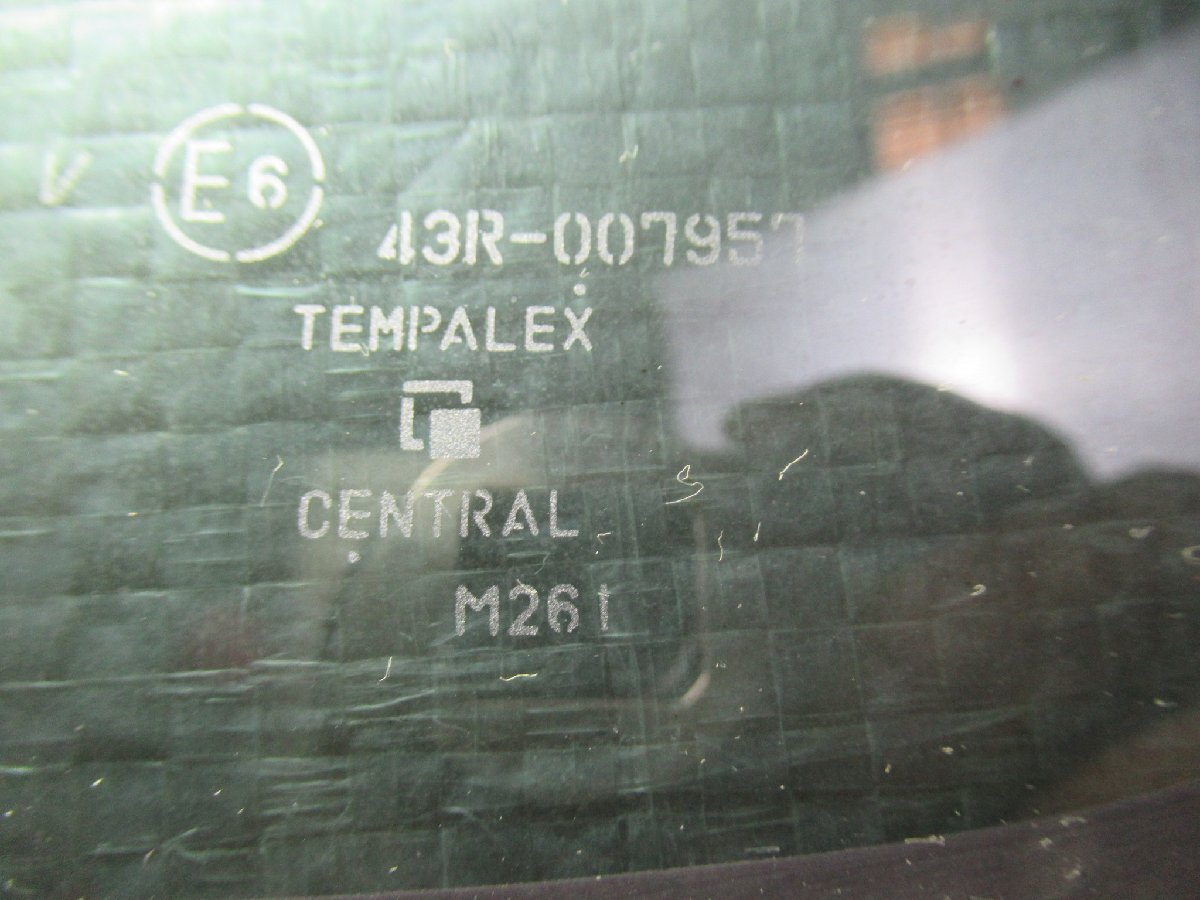 V E6
43R-007957
TEMPALEX
CENTRAL
M261